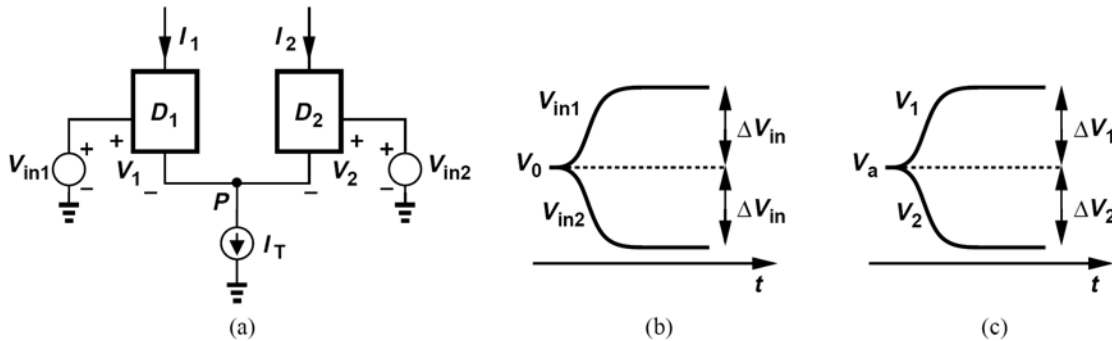 I1 I2
D1 D2
Vin1 + + V1 − − V2 + + Vin2
− −
P
IT
(a)
Vin1
V0
Vin2
ΔVin
ΔVin
t
(b)
V1
Va
V2
ΔV1
ΔV2
t
(c)